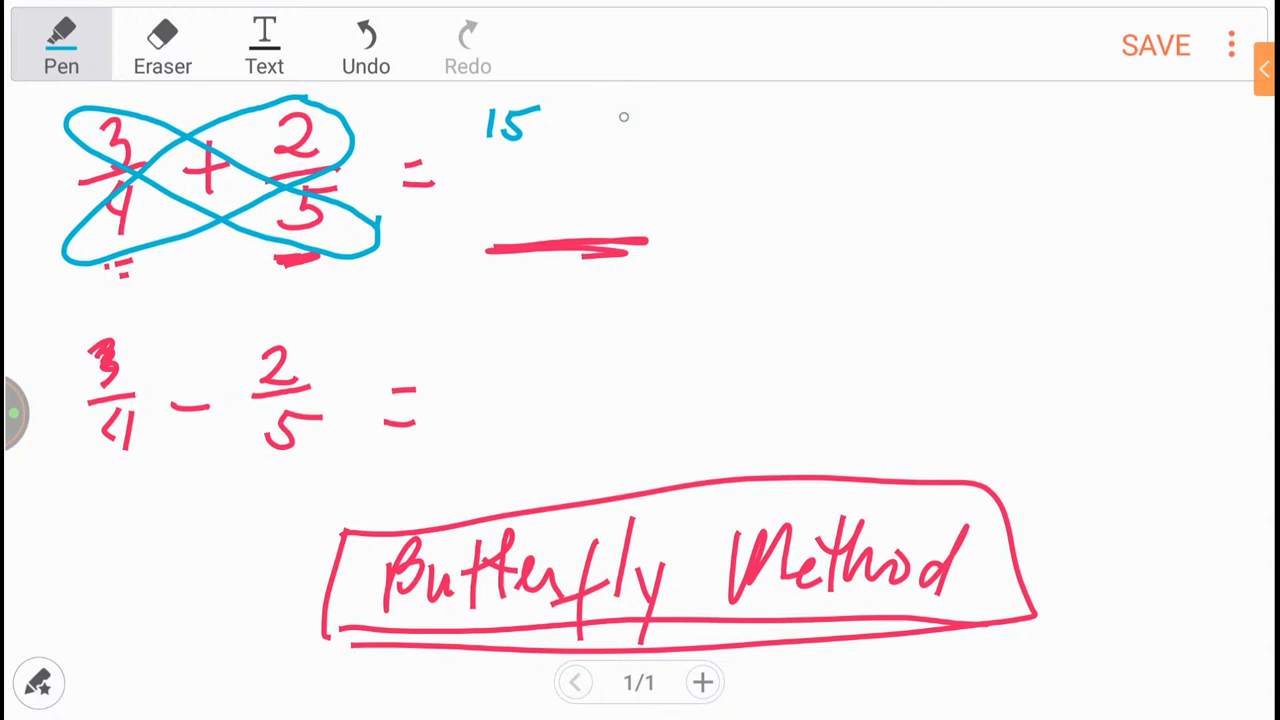 Pen Eraser Text Undo Redo SAVE
3/4 + 2/5 = 15
3/4 - 2/5 =
Butterfly Method
1/1